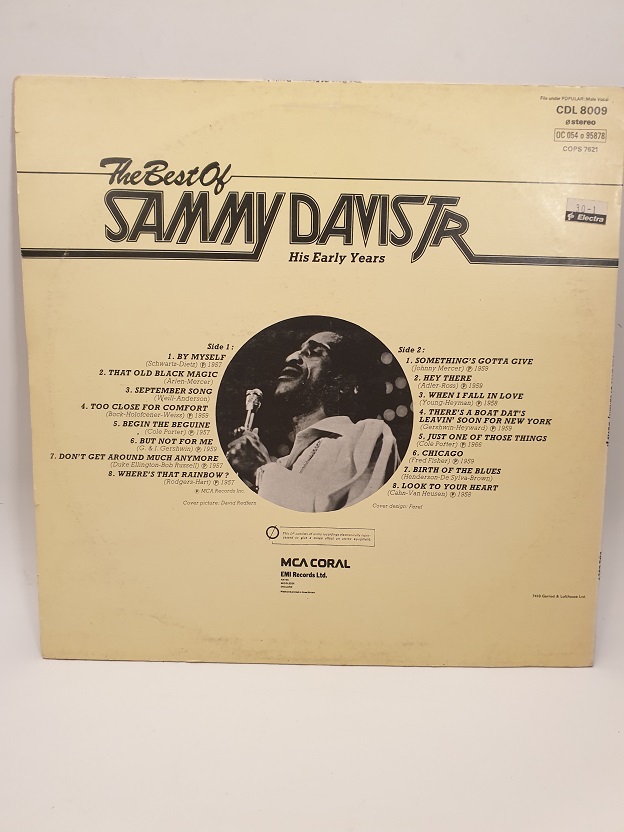 File under POPULAR: Male Vocal
CDL 8009
ø stereo
OC 054 o 95878
COPS 7621
The Best Of
SAMMY DAVIS JR
His Early Years
30-1
Electra
Side 1:
1. BY MYSELF
(Schwartz-Dietz) Ⓟ 1957
2. THAT OLD BLACK MAGIC
(Arlen-Mercer)
3. SEPTEMBER SONG
(Weill-Anderson)
4. TOO CLOSE FOR COMFORT
(Bock-Holofcener-Weiss) Ⓟ 1959
5. BEGIN THE BEGUINE
(Cole Porter) Ⓟ 1957
6. BUT NOT FOR ME
(G. & I. Gershwin) Ⓟ 1959
7. DON'T GET AROUND MUCH ANYMORE
(Duke Ellington-Bob Russell) Ⓟ 1957
8. WHERE'S THAT RAINBOW?
(Rodgers-Hart) Ⓟ 1957
Ⓟ MCA Records Inc.
Cover picture: David Redfern
Side 2:
1. SOMETHING'S GOTTA GIVE
(Johnny Mercer) Ⓟ 1959
2. HEY THERE
(Adler-Ross) Ⓟ 1959
3. WHEN I FALL IN LOVE
(Young-Heyman) Ⓟ 1958
4. THERE'S A BOAT DAT'S
LEAVIN' SOON FOR NEW YORK
(Gershwin-Heyward) Ⓟ 1959
5. JUST ONE OF THOSE THINGS
(Cole Porter) Ⓟ 1966
6. CHICAGO
(Fred Fisher) Ⓟ 1959
7. BIRTH OF THE BLUES
(Henderson-De Sylva-Brown)
8. LOOK TO YOUR HEART
(Cahn-Van Heusen) Ⓟ 1958
Cover design: Feref
MCA CORAL
EMI Records Ltd.
Garrod & Lofthouse Ltd.